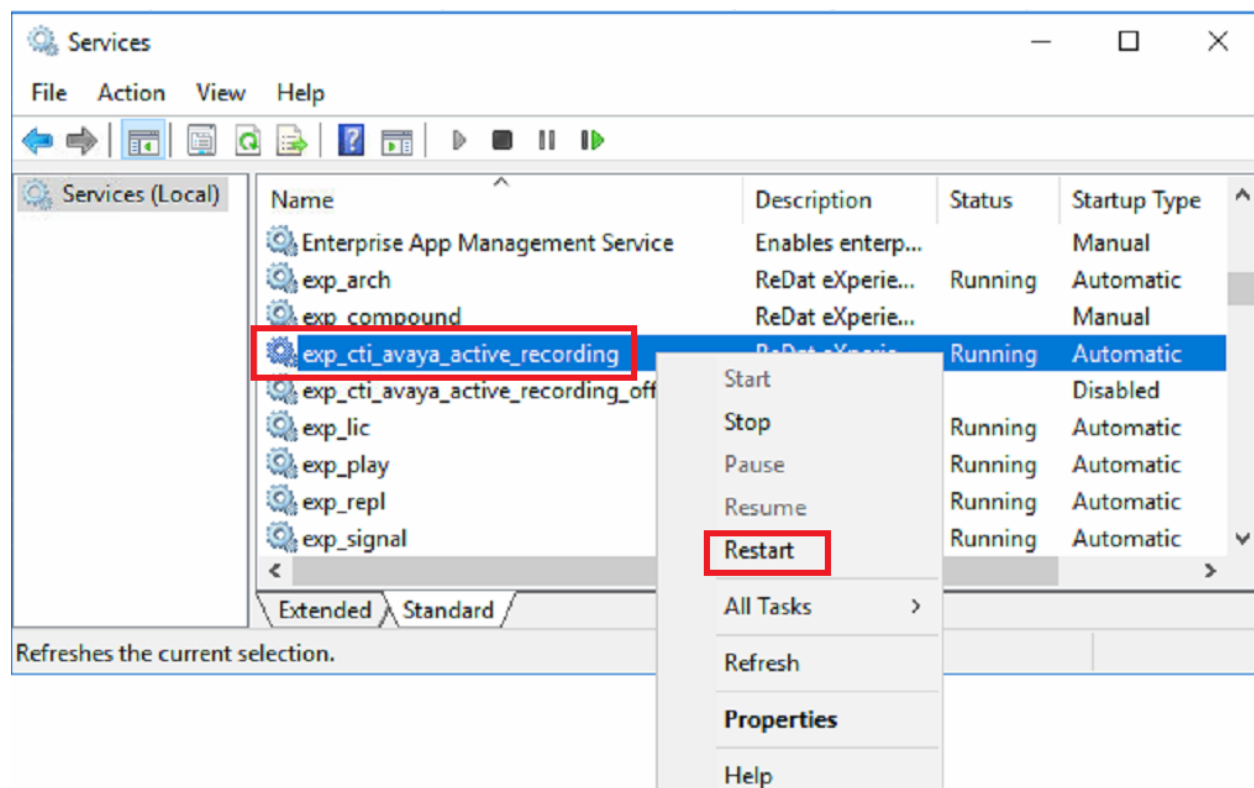 Services
File Action View Help
Services (Local)
Name Description Status Startup Type
Enterprise App Management Service Enables enterp... Manual
exp_arch ReDat eXperie... Running Automatic
exp_compound ReDat eXperie... Manual
exp_cti_avaya_active_recording ReDat eXperie Running Automatic
exp_cti_avaya_active_recording_off Disabled
exp_lic Running Automatic
exp_play Running Automatic
exp_repl Running Automatic
exp_signal Running Automatic
Start
Stop
Pause
Resume
Restart
All Tasks
Refresh
Properties
Help
Extended Standard
Refreshes the current selection.